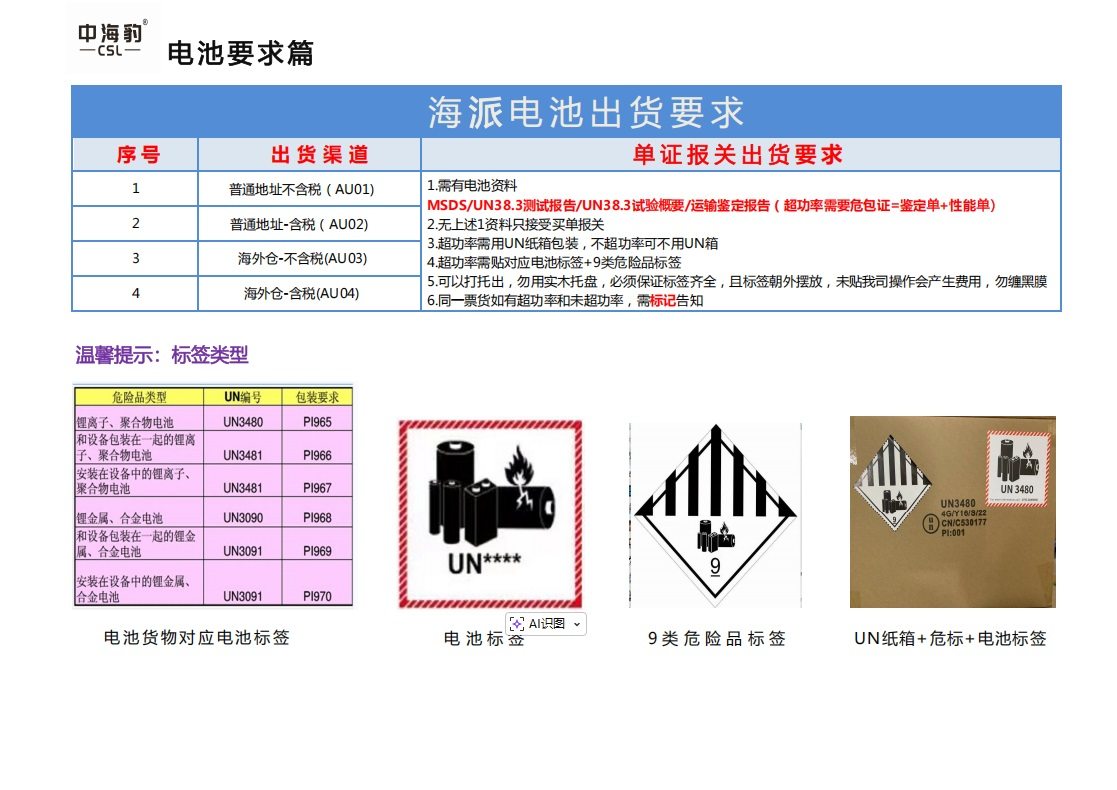 中海豹®
CSL
电池要求篇
海派电池出货要求
序号 出货渠道 单证报关出货要求
1 普通地址不含税（AU01)
2 普通地址-含税（AU02)
3 海外仓-不含税(AU03)
4 海外仓-含税(AU04)
1.需有电池资料
MSDS/UN38.3测试报告/UN38.3试验概要/运输鉴定报告（超功率需要危包证=鉴定单+性能单）
2.无上述1资料只接受买单报关
3.超功率需用UN纸箱包装，不超功率可不用UN箱
4.超功率需贴对应电池标签+9类危险品标签
5.可以打托出，勿用实木托盘，必须保证标签齐全，且标签朝外摆放，未贴我司操作会产生费用，勿缠黑膜
6.同一票货如有超功率和未超功率，需标记告知
温馨提示：标签类型
危险品类型 UN编号 包装要求
锂离子、聚合物电池 UN3480 PI965
和设备包装在一起的锂离
子、聚合物电池 UN3481 PI966
安装在设备中的锂离子、
聚合物电池 UN3481 PI967
锂金属、合金电池 UN3090 PI968
和设备包装在一起的锂金
属、合金电池 UN3091 PI969
安装在设备中的锂金属、
合金电池 UN3091 PI970
电池货物对应电池标签
UN****
AI识图
电池标签
9
9类危险品标签
9
UN 3480
UN3480
4G/Y16/S/22
CN/C530177
PI:001
UN纸箱+危标+电池标签